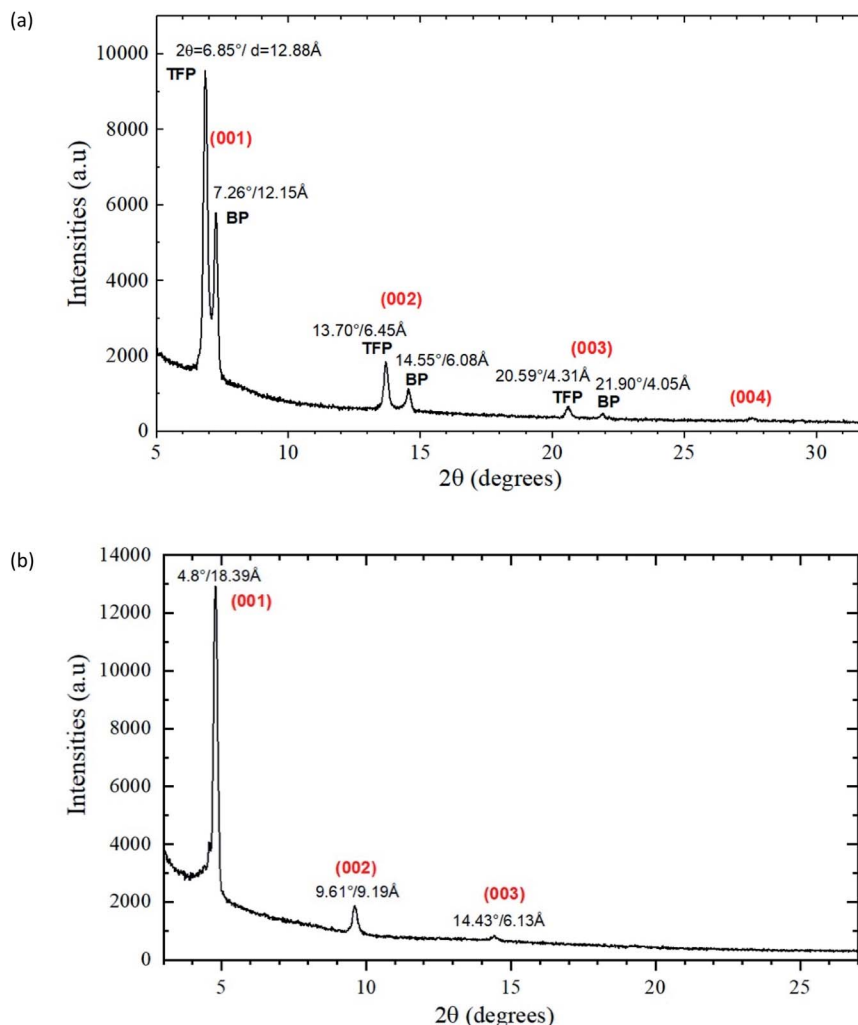 (a)
12000
10000
8000
6000
4000
2000
0
Intensities (a.u)
2θ=6.85°/ d=12.88Å
TFP
(001)
7.26°/12.15Å
BP
(002)
13.70°/6.45Å
TFP
14.55°/6.08Å
BP
(003)
20.59°/4.31Å
TFP
21.90°/4.05Å
BP
(004)
5 10 15 20 25 30
2θ (degrees)
(b)
14000
12000
10000
8000
6000
4000
2000
0
Intensities (a.u)
4.8°/18.39Å
(001)
(002)
9.61°/9.19Å
(003)
14.43°/6.13Å
5 10 15 20 25
2θ (degrees)